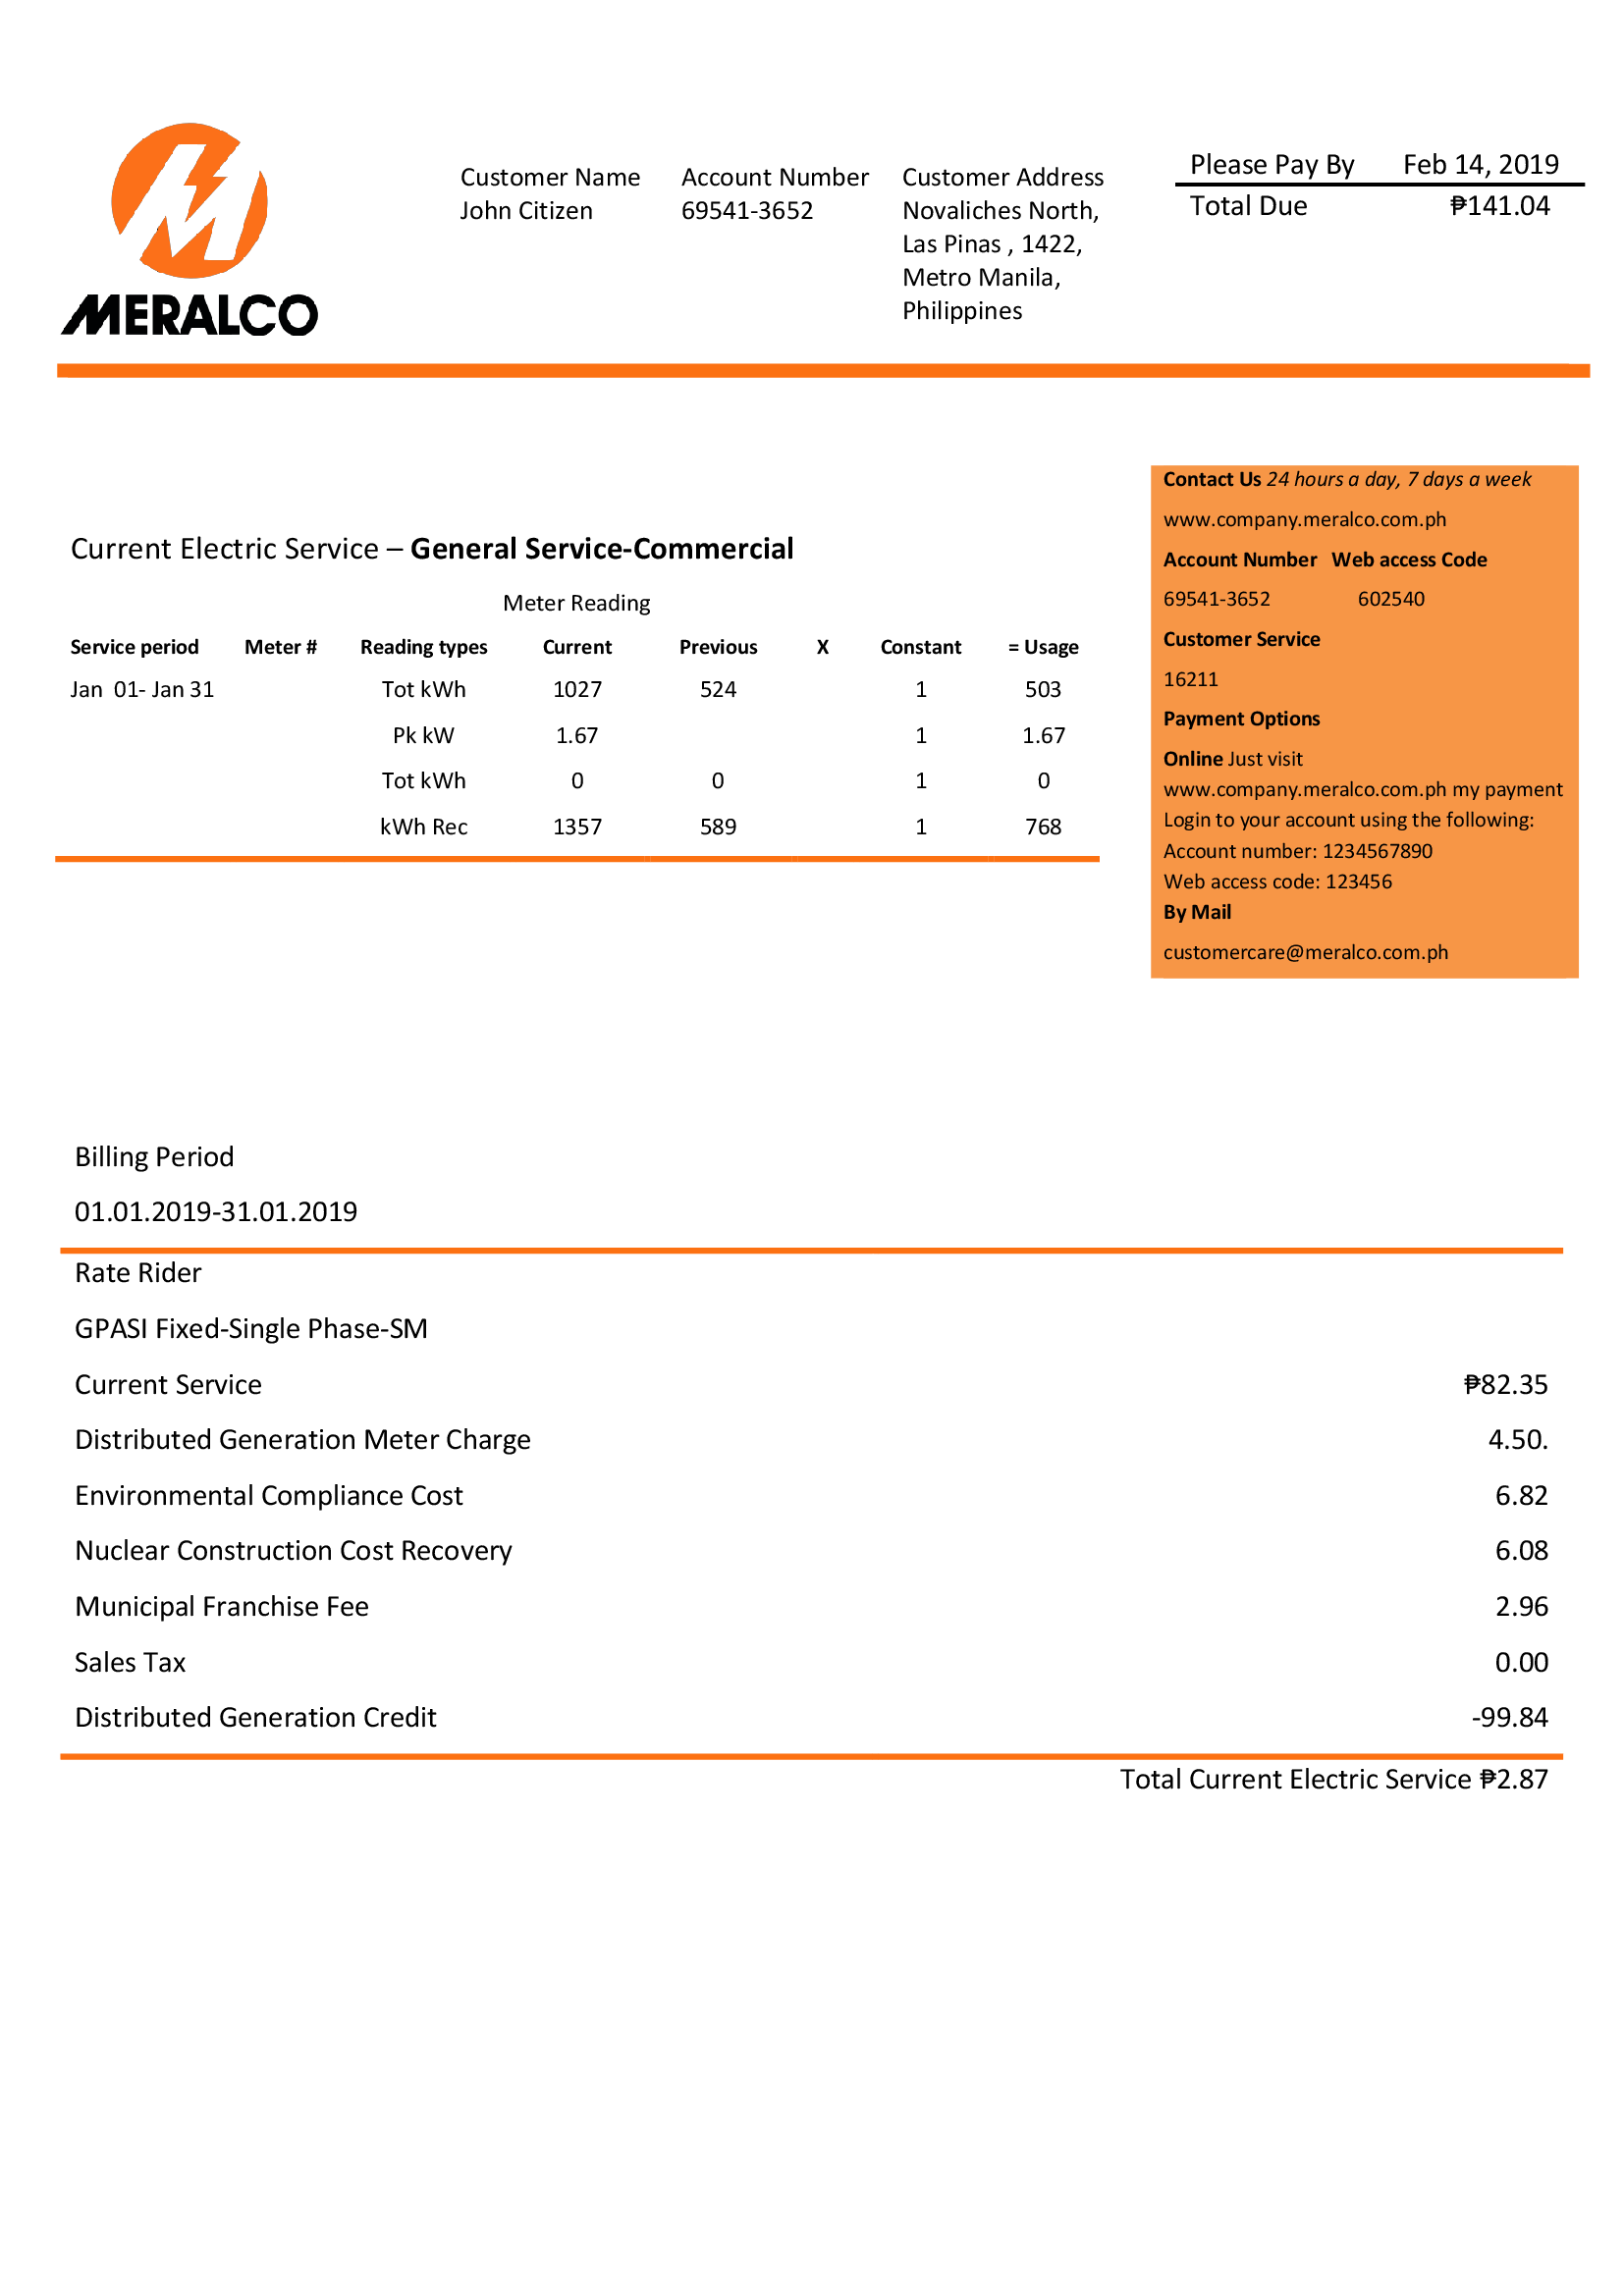 MERALCO
Customer Name
John Citizen
Account Number
69541-3652
Customer Address
Novaliches North,
Las Pinas , 1422,
Metro Manila,
Philippines
Please Pay By Feb 14, 2019
Total Due ₱141.04
Current Electric Service – General Service-Commercial
Meter Reading
Service period Meter # Reading types Current Previous X Constant = Usage
Jan 01- Jan 31 Tot kWh 1027 524 1 503
Pk kW 1.67 1 1.67
Tot kWh 0 0 1 0
kWh Rec 1357 589 1 768
Contact Us 24 hours a day, 7 days a week
www.company.meralco.com.ph
Account Number Web access Code
69541-3652 602540
Customer Service
16211
Payment Options
Online Just visit
www.company.meralco.com.ph my payment
Login to your account using the following:
Account number: 1234567890
Web access code: 123456
By Mail
customercare@meralco.com.ph
Billing Period
01.01.2019-31.01.2019
Rate Rider
GPASI Fixed-Single Phase-SM
Current Service ₱82.35
Distributed Generation Meter Charge 4.50.
Environmental Compliance Cost 6.82
Nuclear Construction Cost Recovery 6.08
Municipal Franchise Fee 2.96
Sales Tax 0.00
Distributed Generation Credit -99.84
Total Current Electric Service ₱2.87